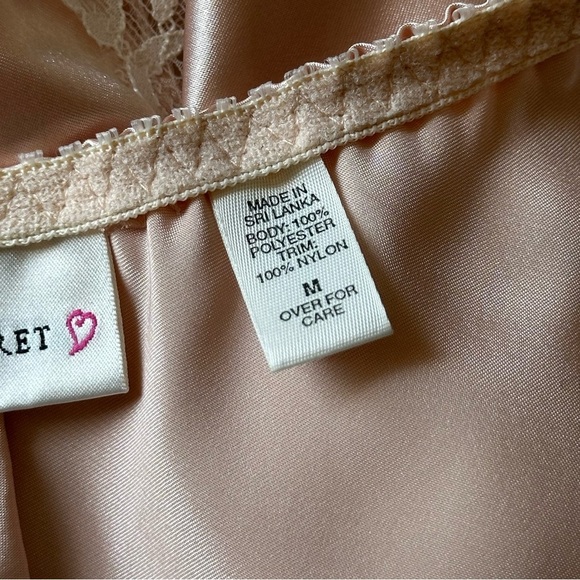 RET
MADE IN
SRI LANKA
BODY: 100%
POLYESTER
TRIM:
100% NYLON
M
OVER FOR
CARE